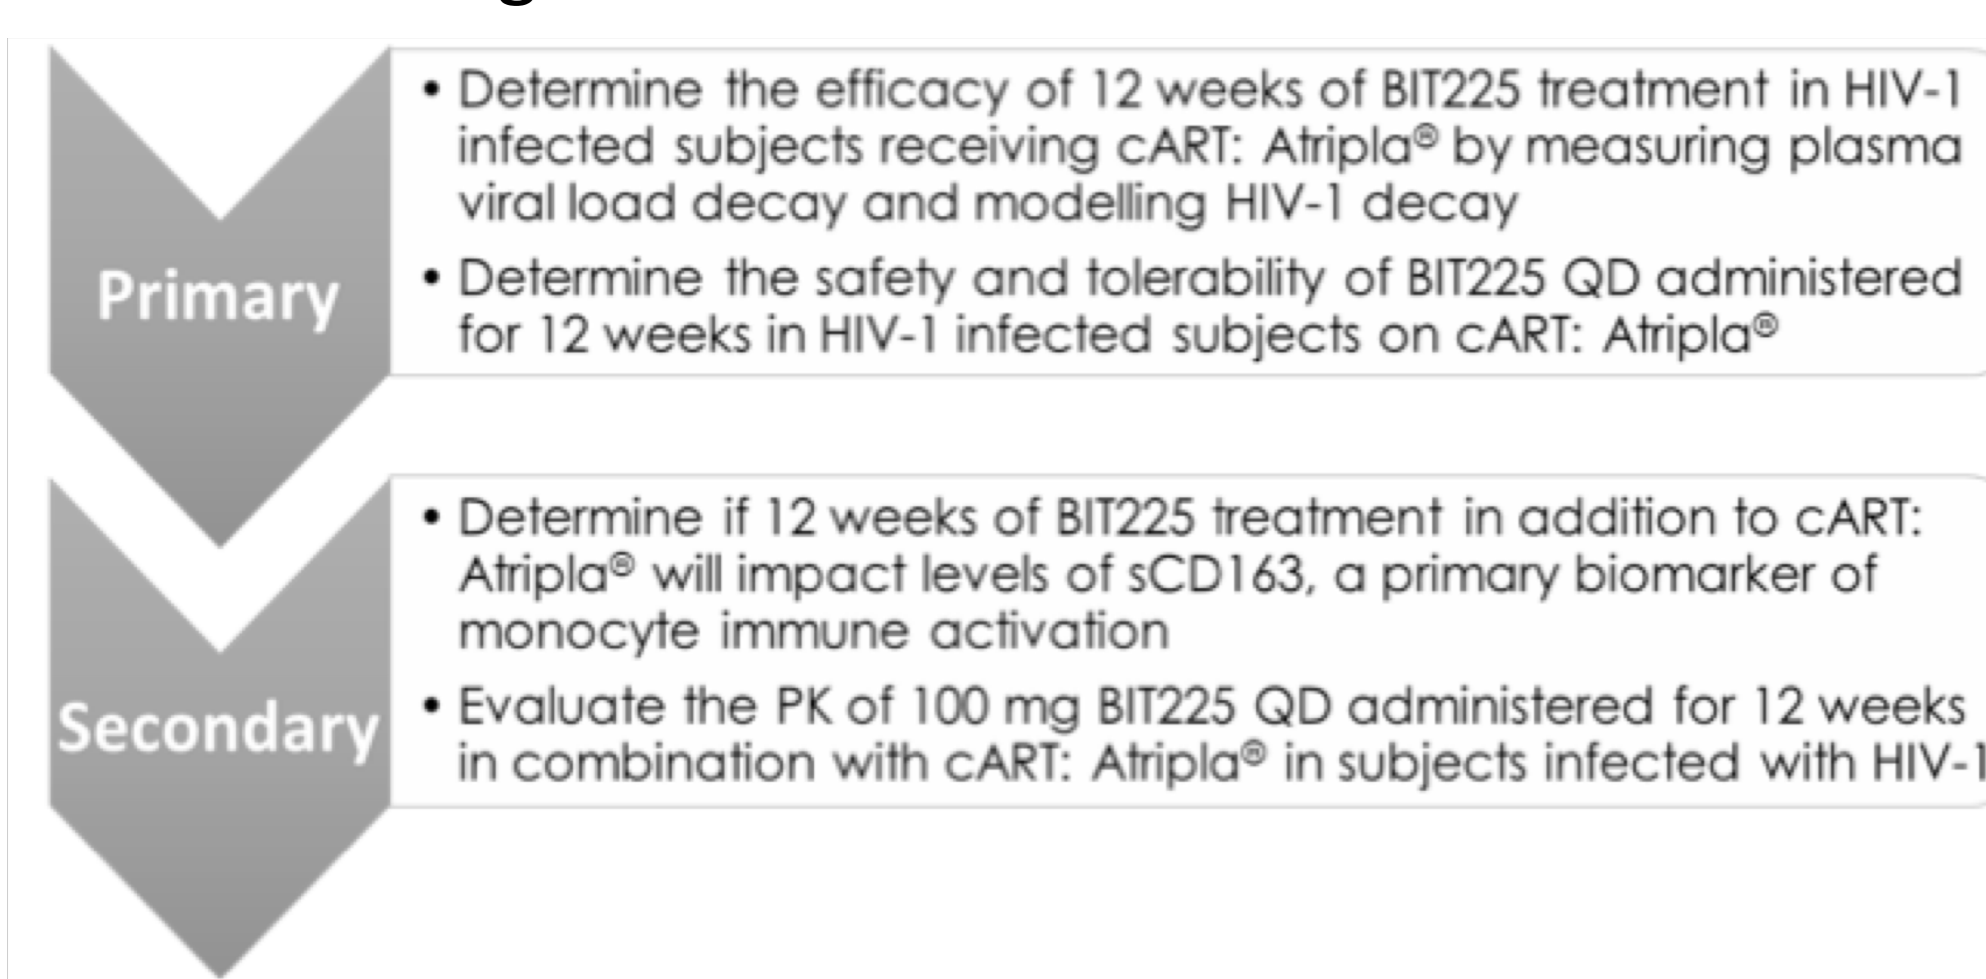 Primary
• Determine the efficacy of 12 weeks of BIT225 treatment in HIV-1
infected subjects receiving cART: Atripla® by measuring plasma
viral load decay and modelling HIV-1 decay
• Determine the safety and tolerability of BIT225 QD administered
for 12 weeks in HIV-1 infected subjects on cART: Atripla®
Secondary
• Determine if 12 weeks of BIT225 treatment in addition to cART:
Atripla® will impact levels of sCD163, a primary biomarker of
monocyte immune activation
• Evaluate the PK of 100 mg BIT225 QD administered for 12 weeks
in combination with cART: Atripla® in subjects infected with HIV-1